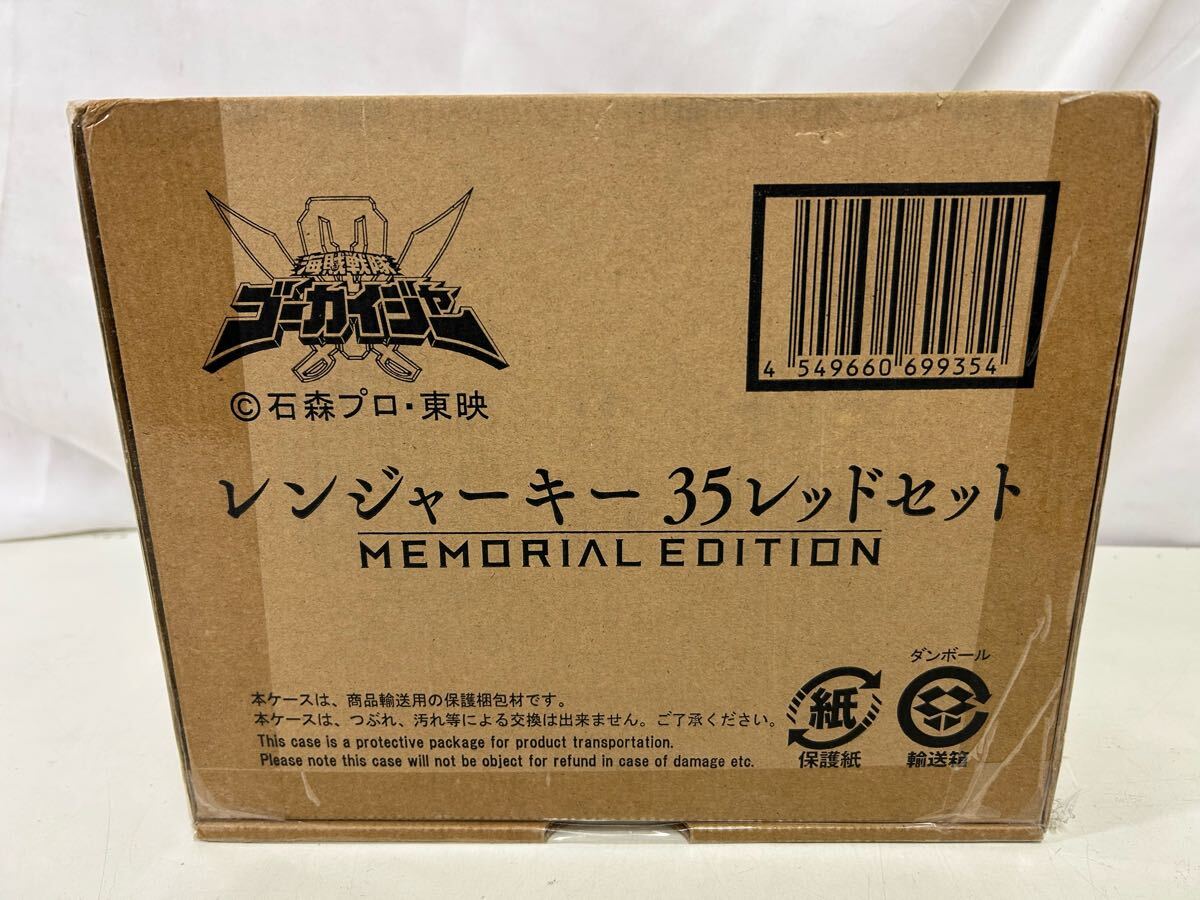 海賊戦隊
ゴーカイジャー
©石森プロ・東映
4 549660 699354
レンジャーキー 35レッドセット
MEMORIAL EDITION
本ケースは、商品輸送用の保護梱包材です。
本ケースは、つぶれ、汚れ等による交換は出来ません。ご了承ください。
This case is a protective package for product transportation.
Please note this case will not be object for refund in case of damage etc.
紙
保護紙
ダンボール
輸送箱